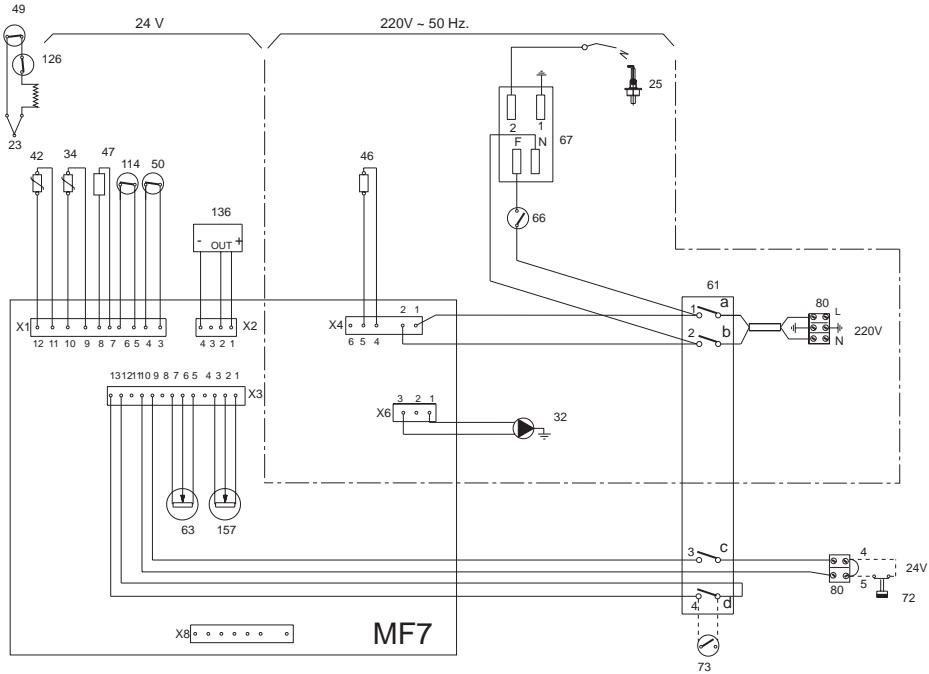 49
24 V
220V ~ 50 Hz.
126
25
23
2 1
F N
67
42 34 47 114 50
46
66
136
- OUT +
61
a
1
b
2
80
L
N
220V
X1
12 11 10 9 8 7 6 5 4 3
X2
4 3 2 1
X4
2 1
6 5 4
13 12 11 10 9 8 7 6 5 4 3 2 1
X3
X6
3 2 1
32
63 157
3 c
4
24V
80
5
72
4 d
X8
MF7
73